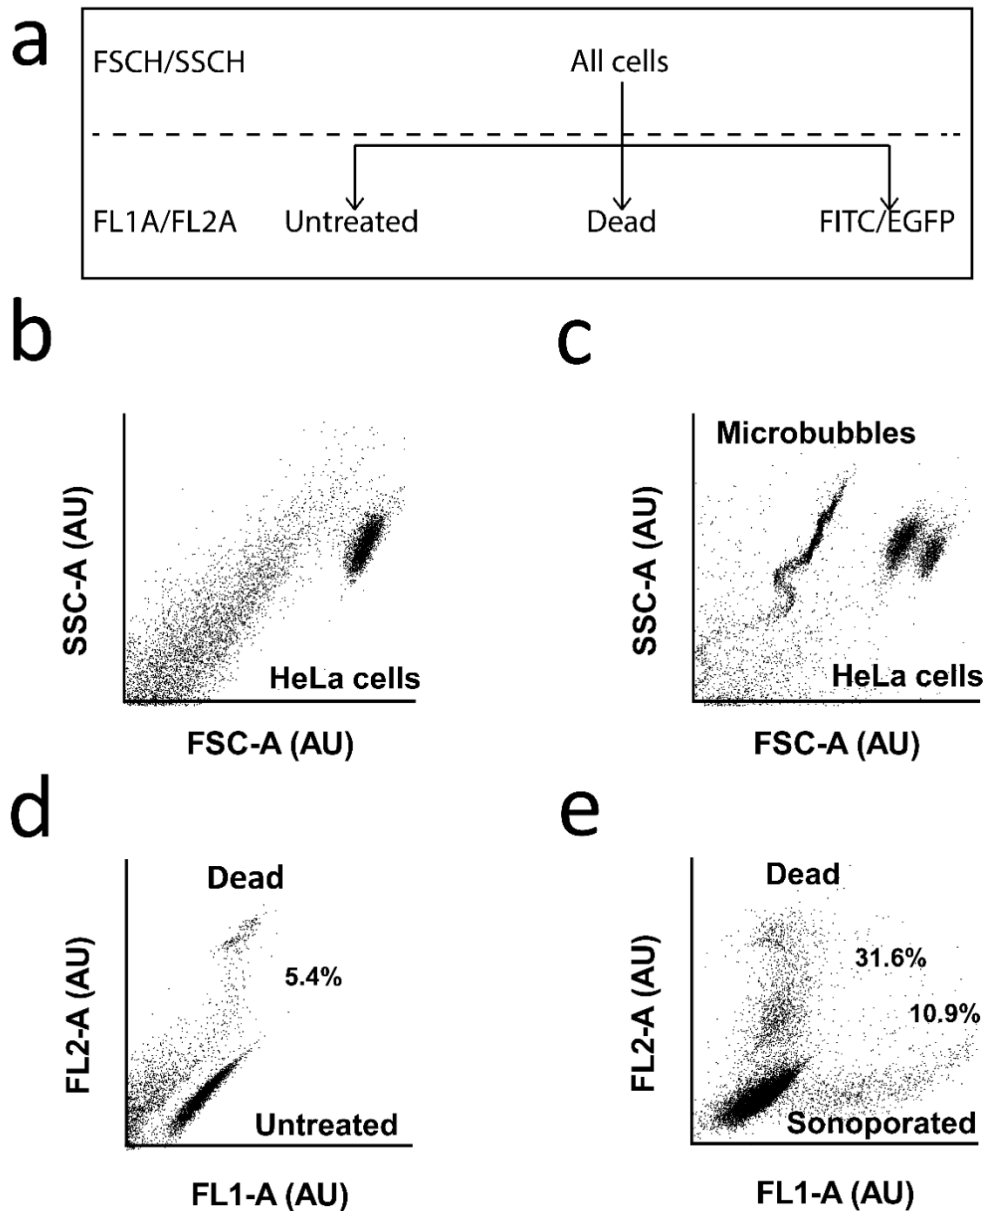 a
FSCH/SSCH All cells
FL1A/FL2A Untreated Dead FITC/EGFP
b
SSC-A (AU)
HeLa cells
FSC-A (AU)
c
Microbubbles
SSC-A (AU)
HeLa cells
FSC-A (AU)
d
Dead
5.4%
FL2-A (AU)
Untreated
FL1-A (AU)
e
Dead
31.6%
10.9%
FL2-A (AU)
Sonoporated
FL1-A (AU)